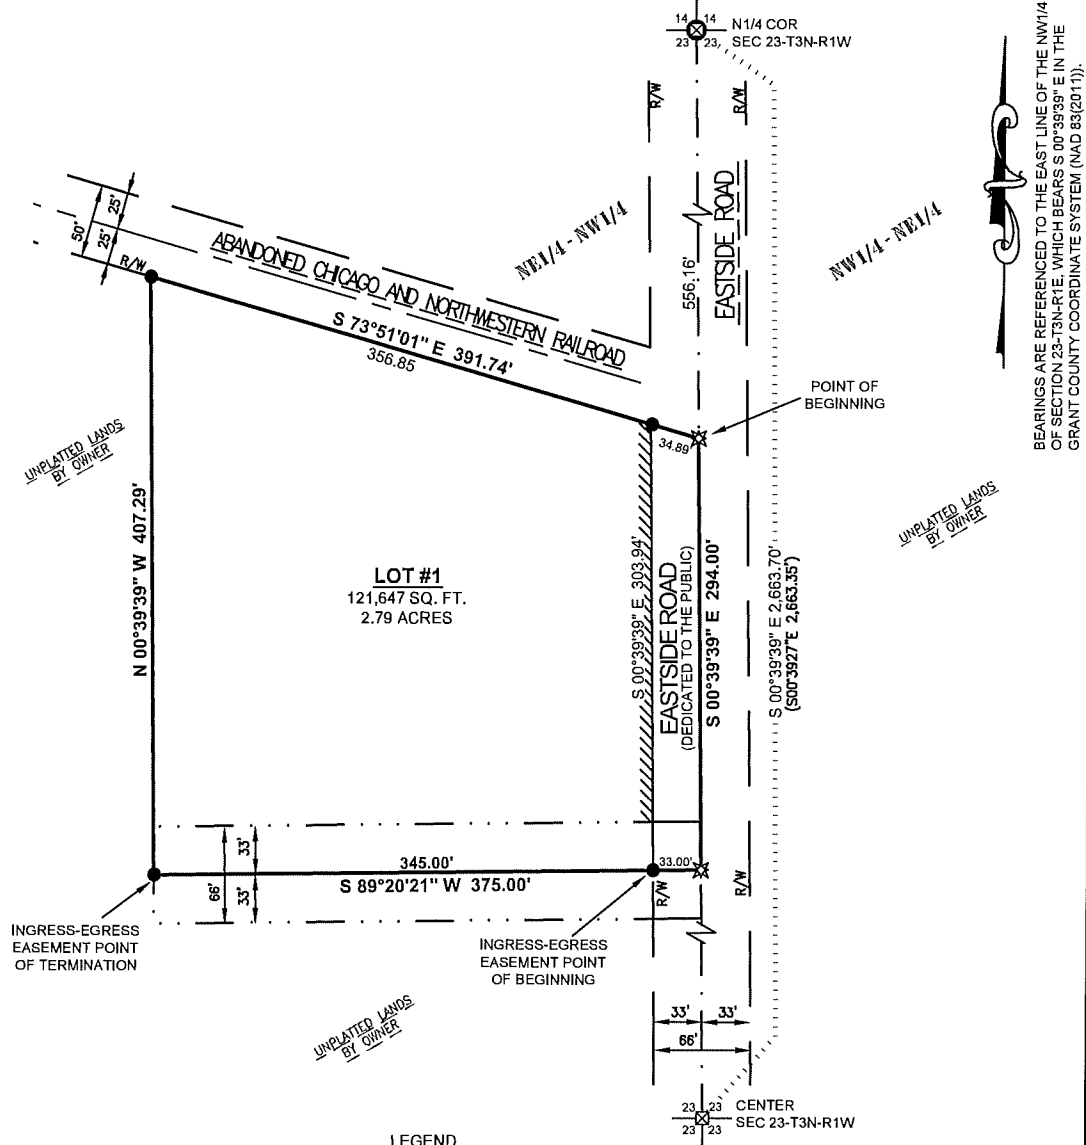 14 14
23 23
N1/4 COR
SEC 23-T3N-R1W
BEARINGS ARE REFERENCED TO THE EAST LINE OF THE NW1/4
OF SECTION 23-T3N-R1E, WHICH BEARS S 00°39'39" E IN THE
GRANT COUNTY COORDINATE SYSTEM (NAD 83(2011)).
R/W
R/W
EASTSIDE ROAD
556.16'
NE1/4 - NW1/4
NW1/4 - NE1/4
25'
50'
25'
R/W
ABANDONED CHICAGO AND NORTHWESTERN RAILROAD
S 73°51'01" E 391.74'
356.85
34.89
POINT OF
BEGINNING
UNPLATTED LANDS
BY OWNER
UNPLATTED LANDS
BY OWNER
N 00°39'39" W 407.29'
LOT #1
121,647 SQ. FT.
2.79 ACRES
S 00°39'39" E 303.94'
EASTSIDE ROAD
(DEDICATED TO THE PUBLIC)
S 00°39'39" E 294.00'
S 00°39'39" E 2,663.70'
(S00°39'27"E 2,663.35')
33'
66'
33'
345.00'
S 89°20'21" W 375.00'
33.00'
R/W
R/W
INGRESS-EGRESS
EASEMENT POINT
OF TERMINATION
INGRESS-EGRESS
EASEMENT POINT
OF BEGINNING
UNPLATTED LANDS
BY OWNER
33' 33'
66'
23 23
23 23
CENTER
SEC 23-T3N-R1W
LEGEND